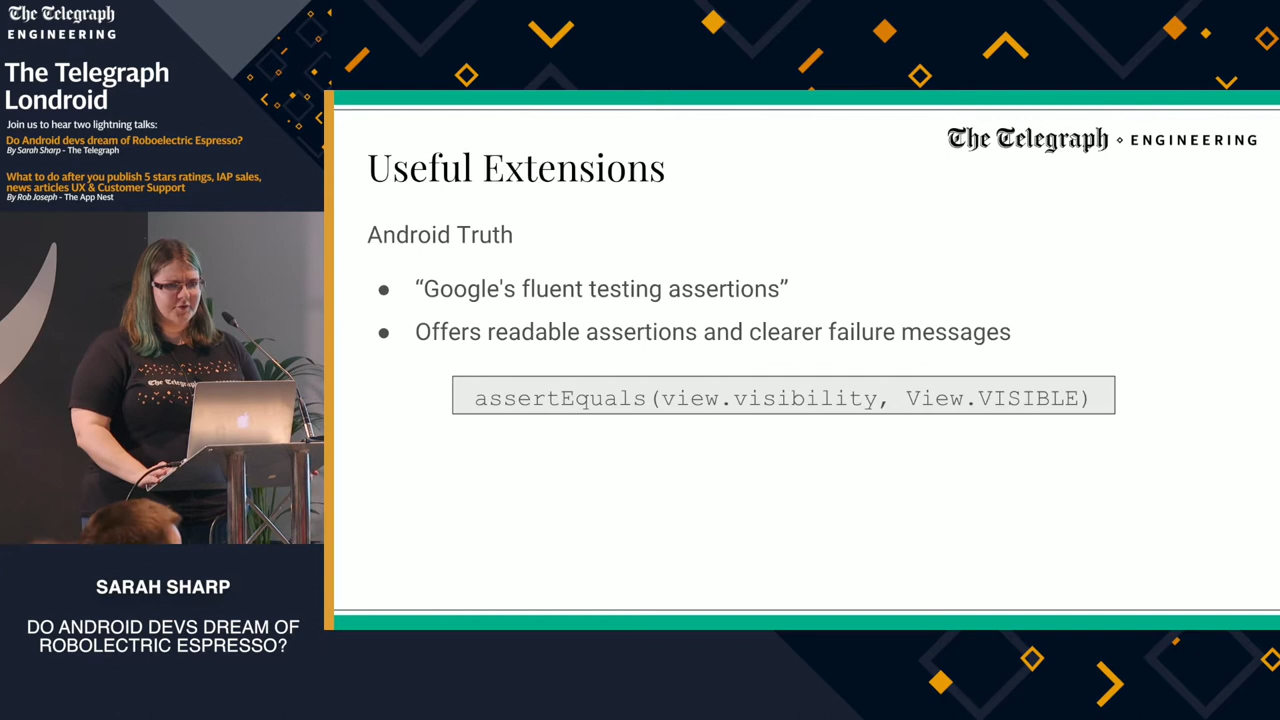 The Telegraph
ENGINEERING
The Telegraph
Londroid
Join us to hear two lightning talks:
Do Android devs dream of Roboelectric Espresso?
By Sarah Sharp - The Telegraph
What to do after you publish 5 stars ratings, IAP sales,
news articles UX & Customer Support
By Rob Joseph - The App Nest
The Telegraph
SARAH SHARP
DO ANDROID DEVS DREAM OF
ROBOLECTRIC ESPRESSO?
The Telegraph ENGINEERING
Useful Extensions
Android Truth
● “Google's fluent testing assertions”
● Offers readable assertions and clearer failure messages
assertEquals(view.visibility, View.VISIBLE)